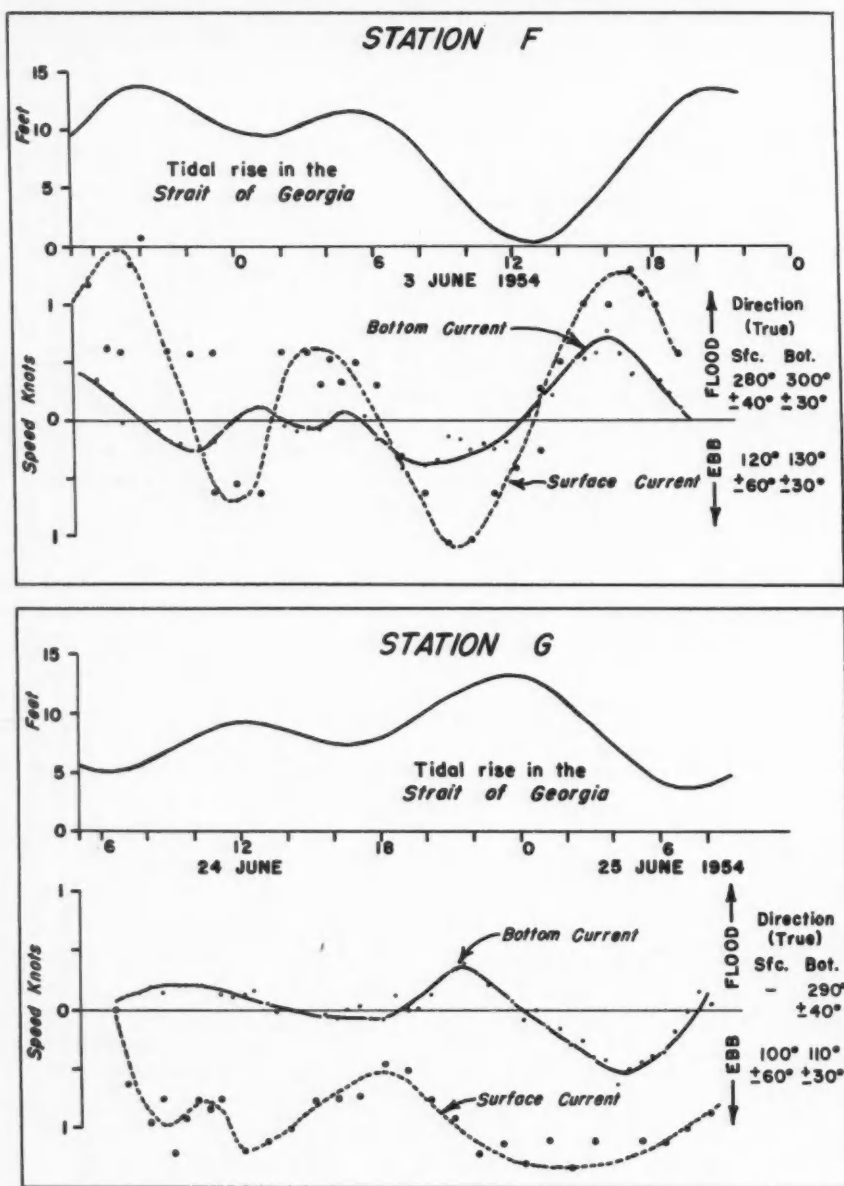 STATION F
15
10
5
0
Feet
Tidal rise in the
Strait of Georgia
0 6 12 18 0
3 JUNE 1954
1
0
1
Speed Knots
Bottom Current
Surface Current
FLOOD
EBB
Direction
(True)
Sfc. Bot.
280° 300°
±40° ±30°
120° 130°
±60° ±30°
STATION G
15
10
5
0
Feet
Tidal rise in the
Strait of Georgia
6 12 18 0 6
24 JUNE 25 JUNE 1954
1
0
1
Speed Knots
Bottom Current
Surface Current
FLOOD
EBB
Direction
(True)
Sfc. Bot.
- 290°
±40°
100° 110°
±60° ±30°